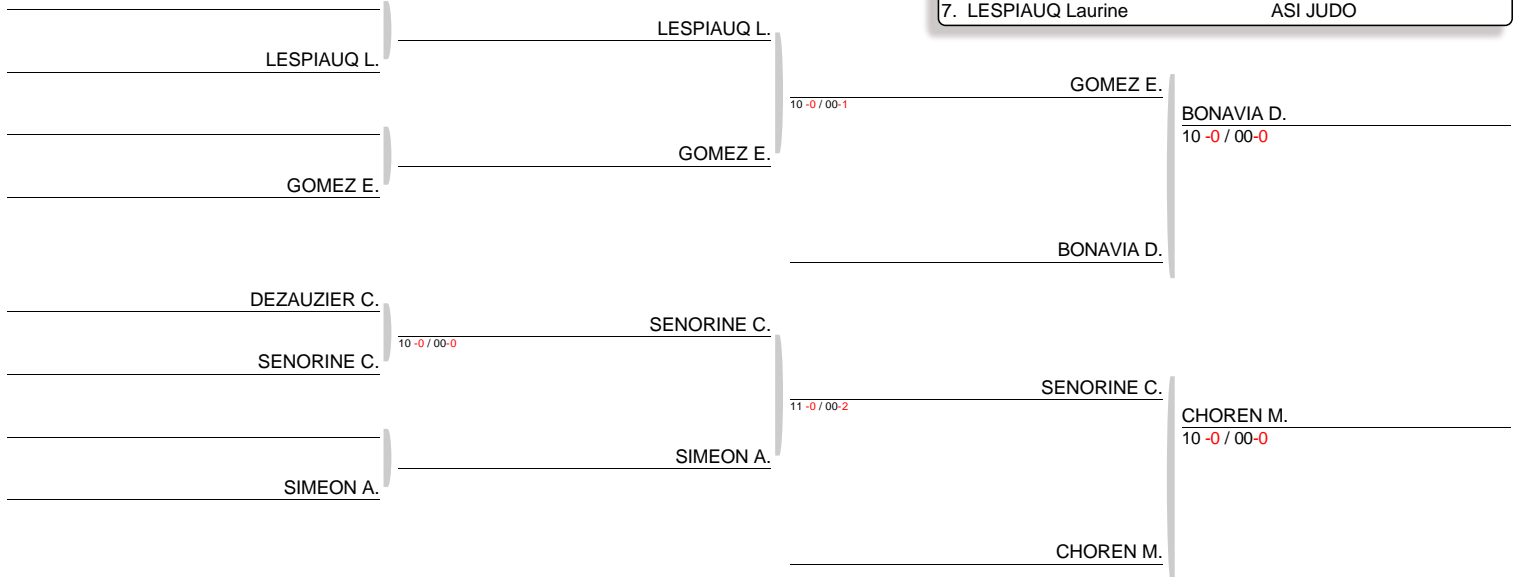 7. LESPIAUQ Laurine ASI JUDO
LESPIAUQ L.
LESPIAUQ L.
GOMEZ E.
10 -0 / 00-1
BONAVIA D.
10 -0 / 00-0
GOMEZ E.
GOMEZ E.
BONAVIA D.
DEZAUZIER C.
SENORINE C.
10 -0 / 00-0
SENORINE C.
SENORINE C.
11 -0 / 00-2
CHOREN M.
10 -0 / 00-0
SIMEON A.
SIMEON A.
CHOREN M.